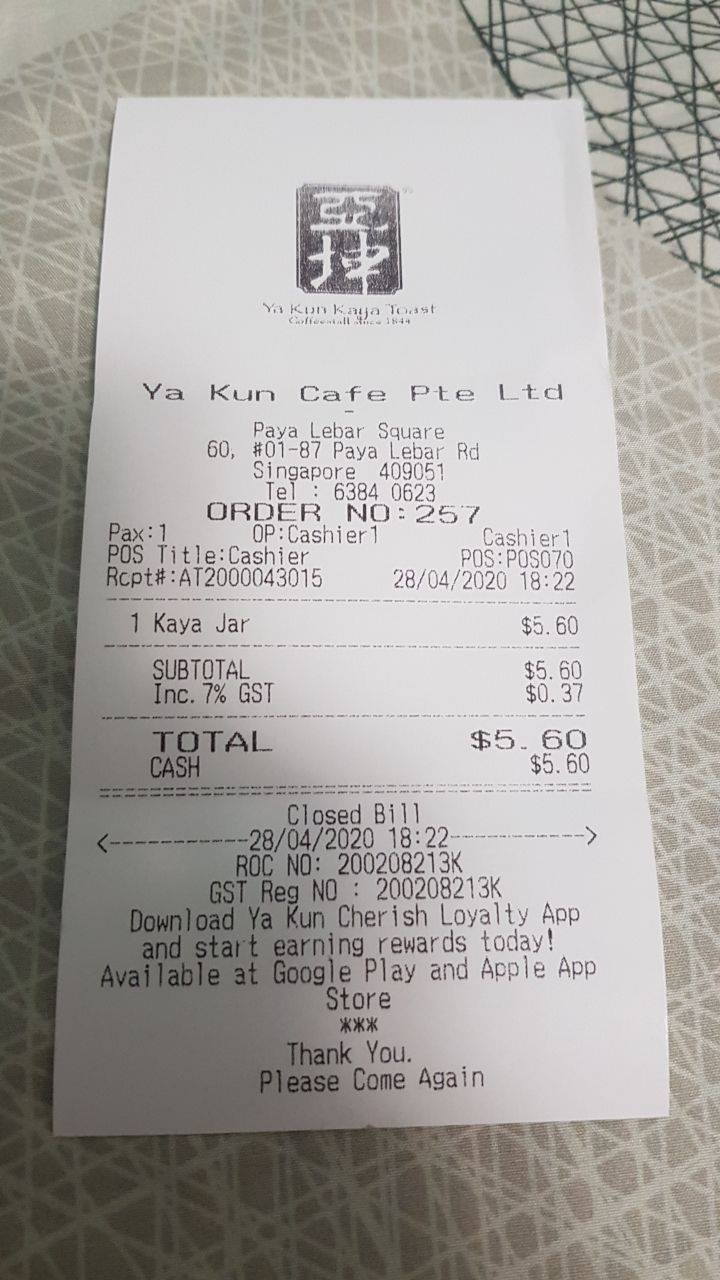 亞坤
Ya Kun Kaya Toast
Coffeestall since 1944
Ya Kun Cafe Pte Ltd
-
Paya Lebar Square
60, #01-87 Paya Lebar Rd
Singapore 409051
Tel : 6384 0623
ORDER NO:257
Pax:1 OP:Cashier1 Cashier1
POS Title:Cashier POS:POS070
Rcpt#:AT2000043015 28/04/2020 18:22
1 Kaya Jar $5.60
SUBTOTAL $5.60
Inc. 7% GST $0.37
TOTAL $5.60
CASH $5.60
Closed Bill
<-----------28/04/2020 18:22----------->
ROC NO: 200208213K
GST Reg NO : 200208213K
Download Ya Kun Cherish Loyalty App
and start earning rewards today!
Available at Google Play and Apple App
Store
***
Thank You.
Please Come Again